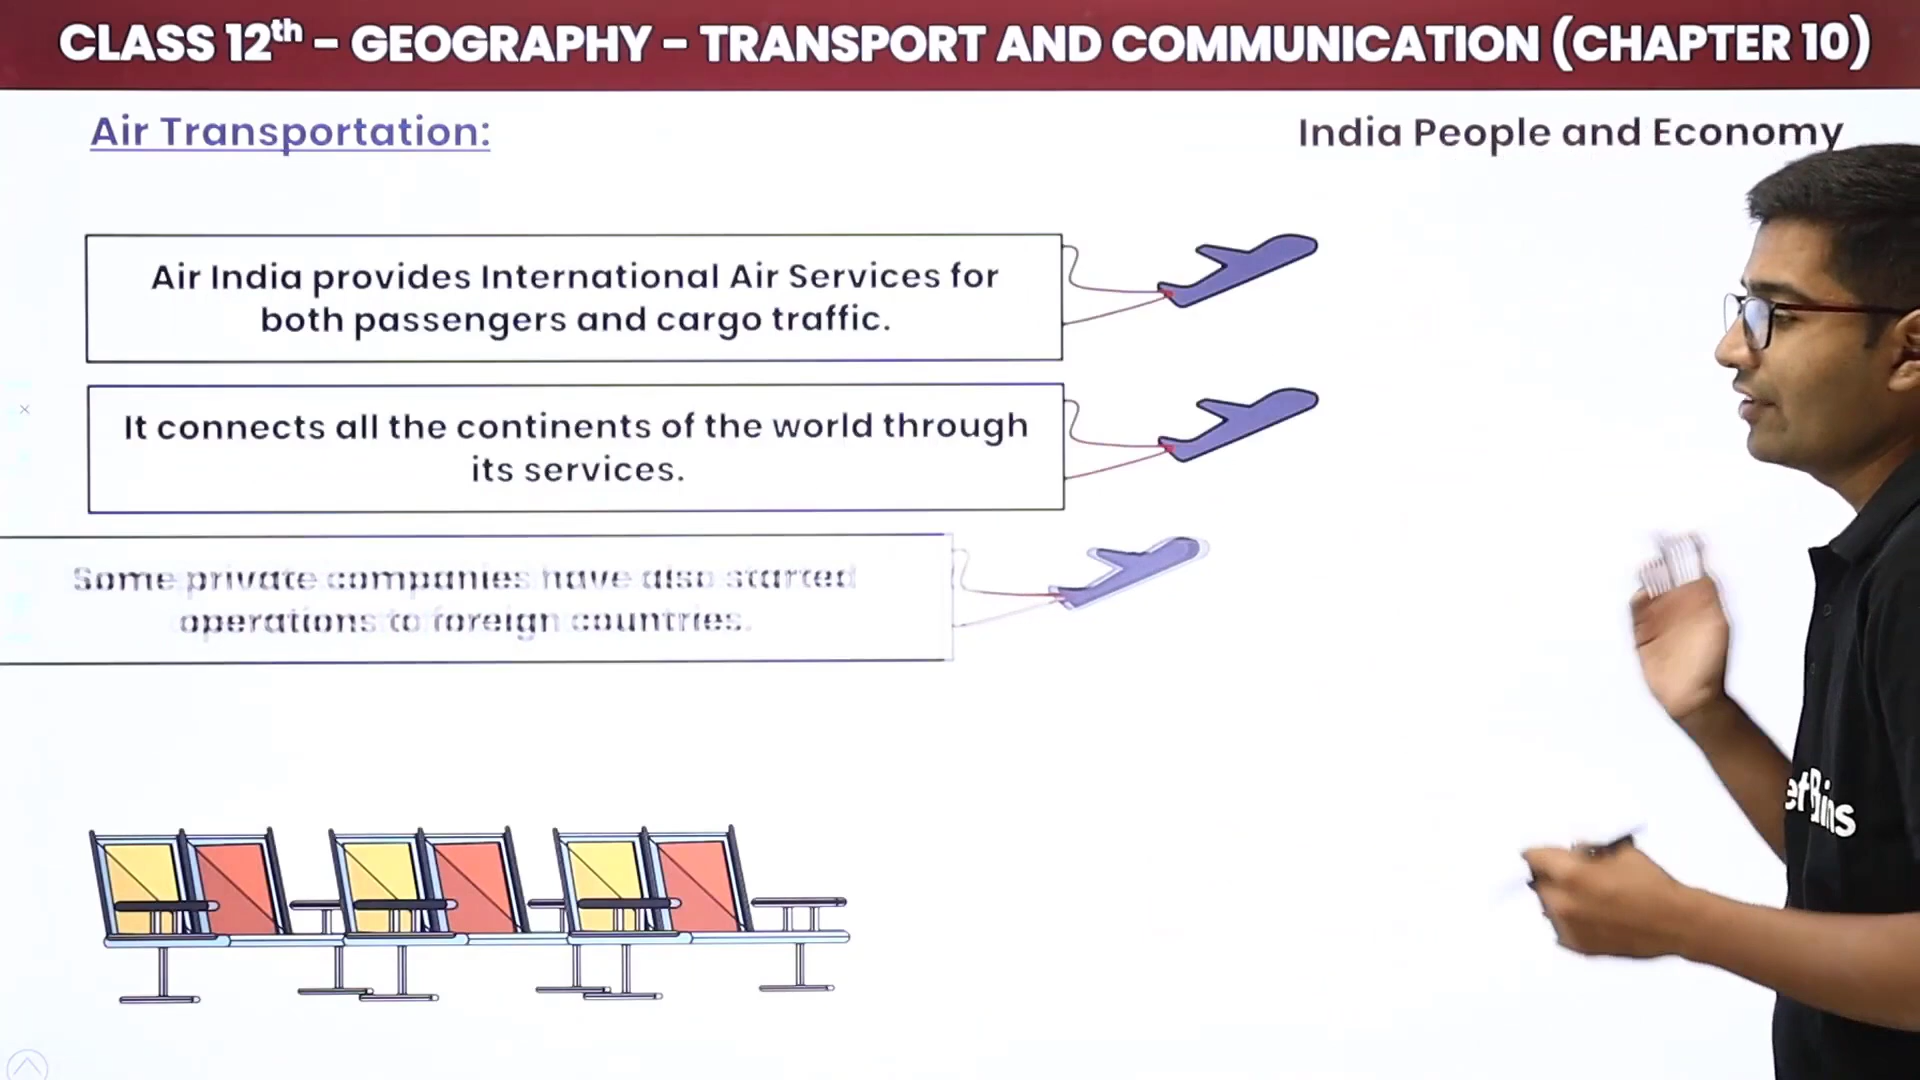 CLASS 12th - GEOGRAPHY - TRANSPORT AND COMMUNICATION (CHAPTER 10)
Air Transportation:
India People and Economy
Air India provides International Air Services for
both passengers and cargo traffic.
It connects all the continents of the world through
its services.
Some private companies have also started
operations to foreign countries.